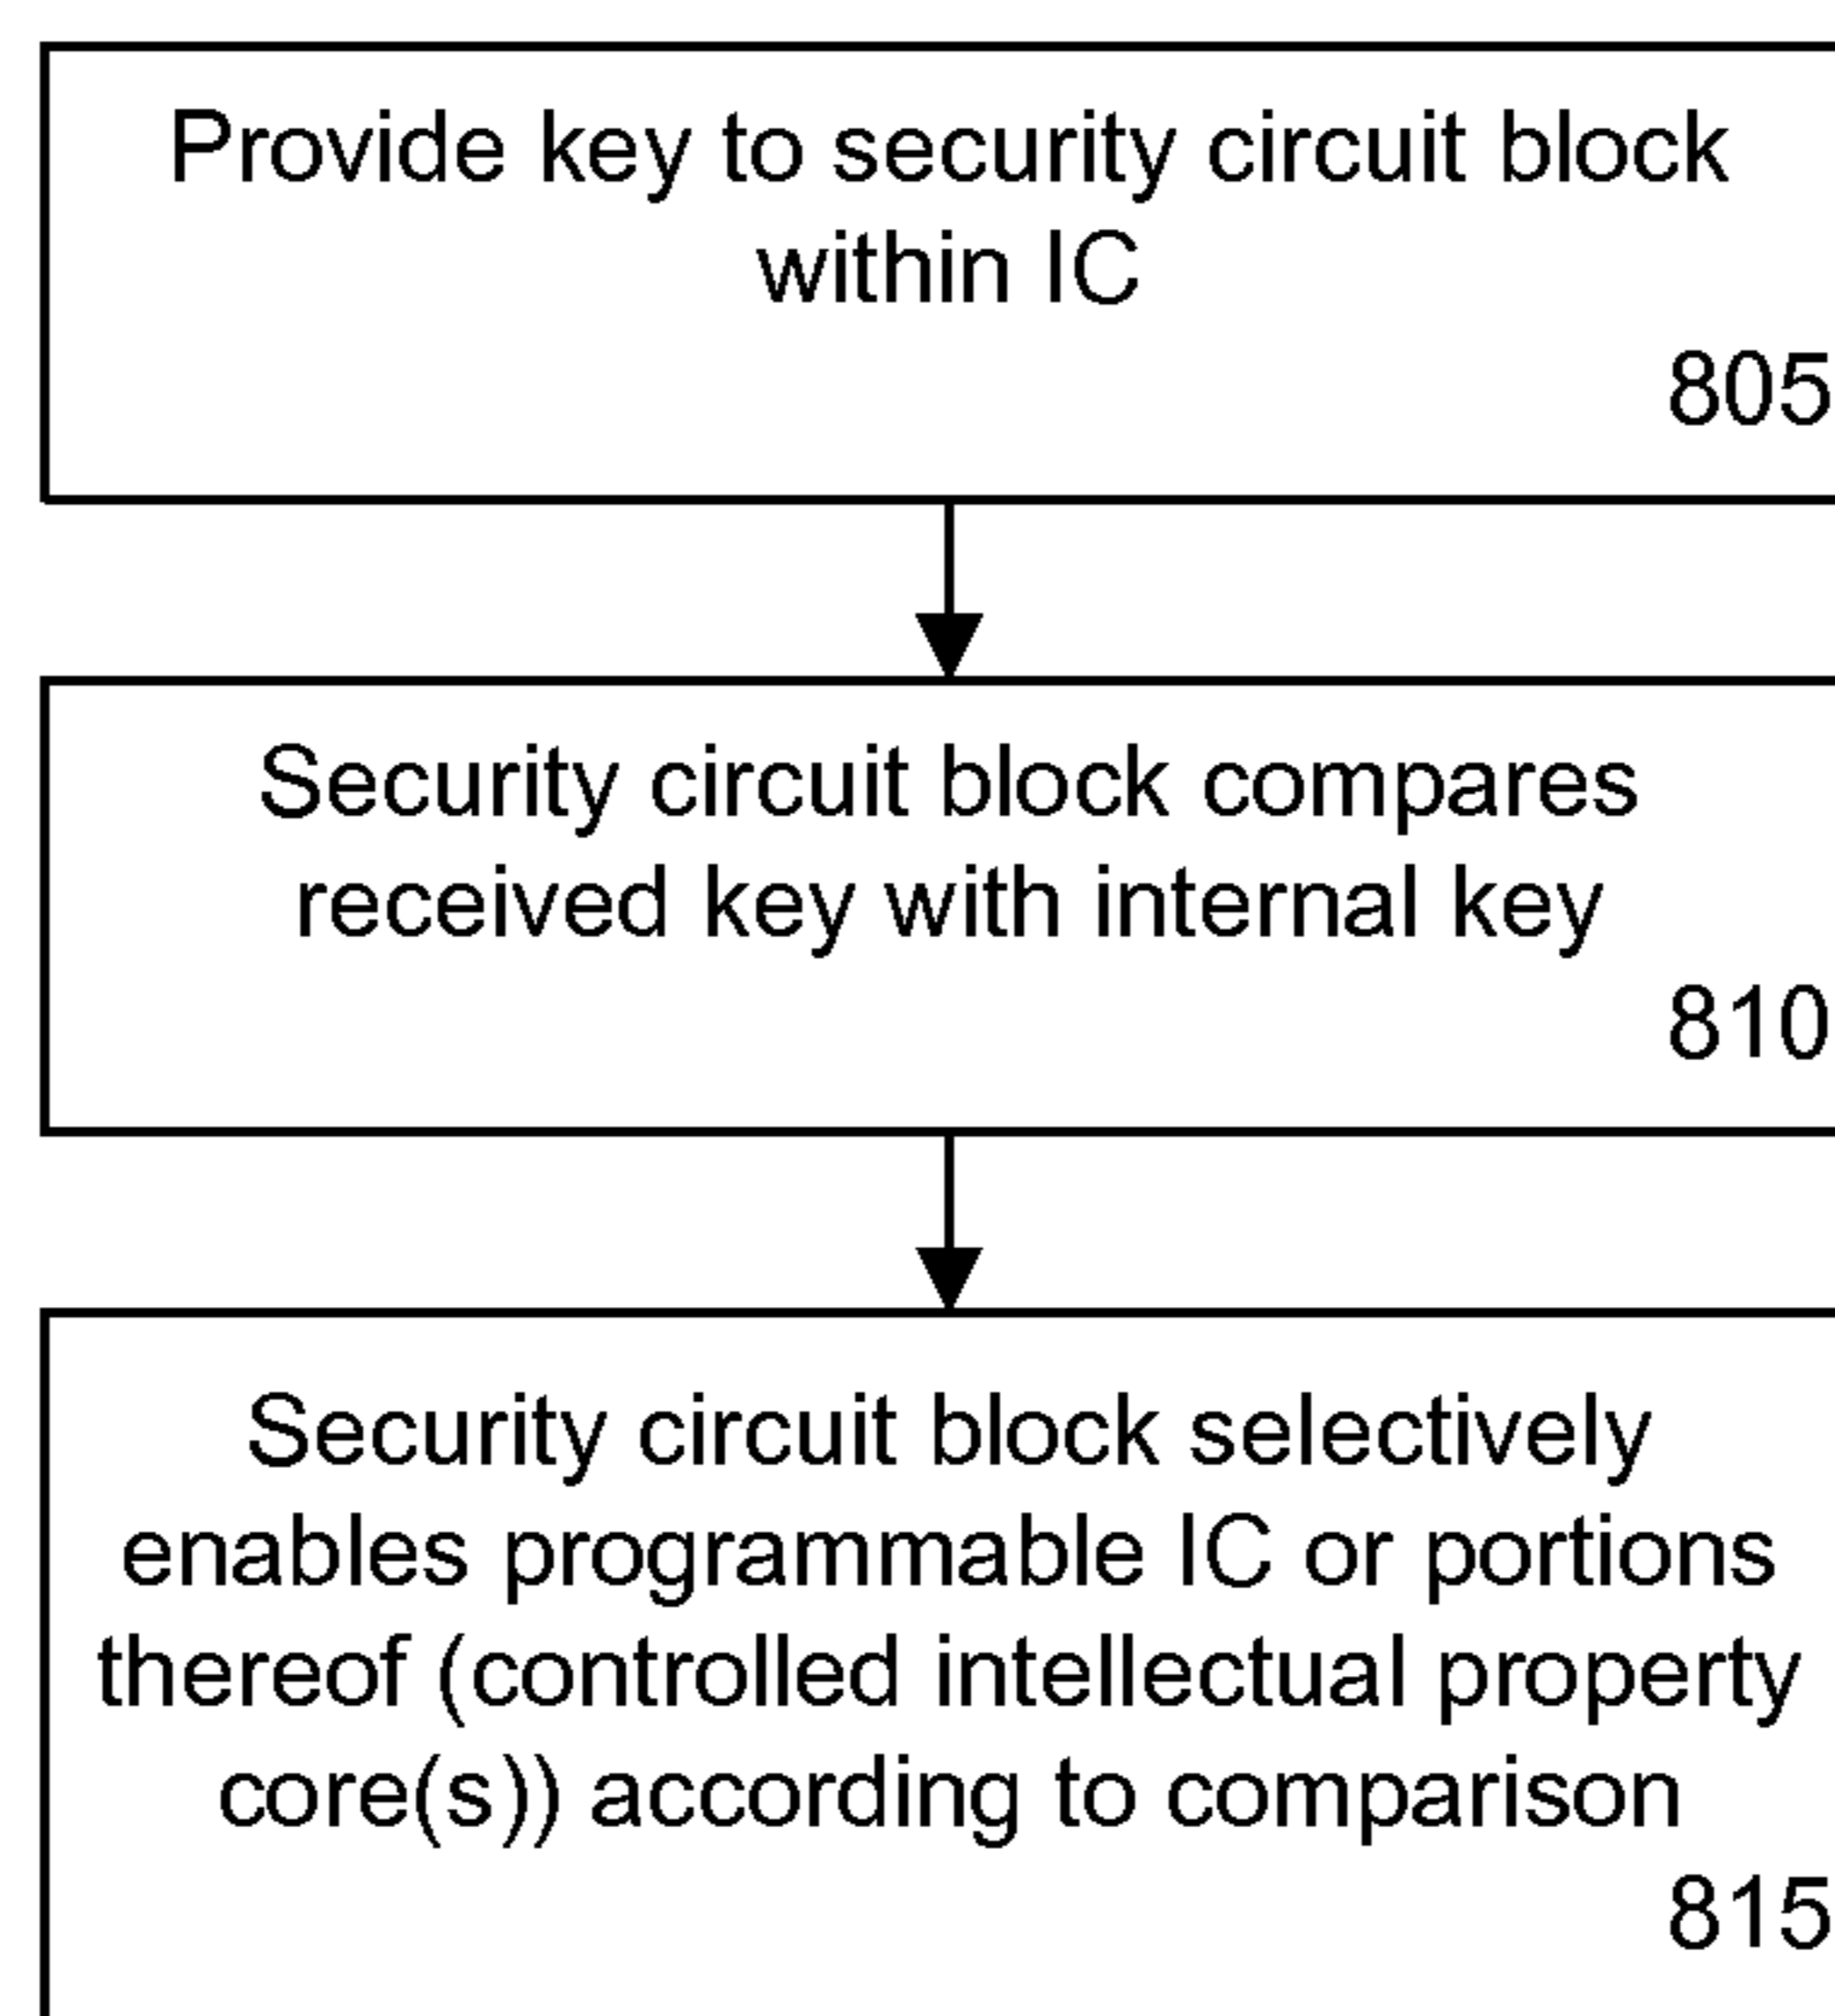 Provide key to security circuit block
within IC
805
Security circuit block compares
received key with internal key
810
Security circuit block selectively
enables programmable IC or portions
thereof (controlled intellectual property
core(s)) according to comparison
815